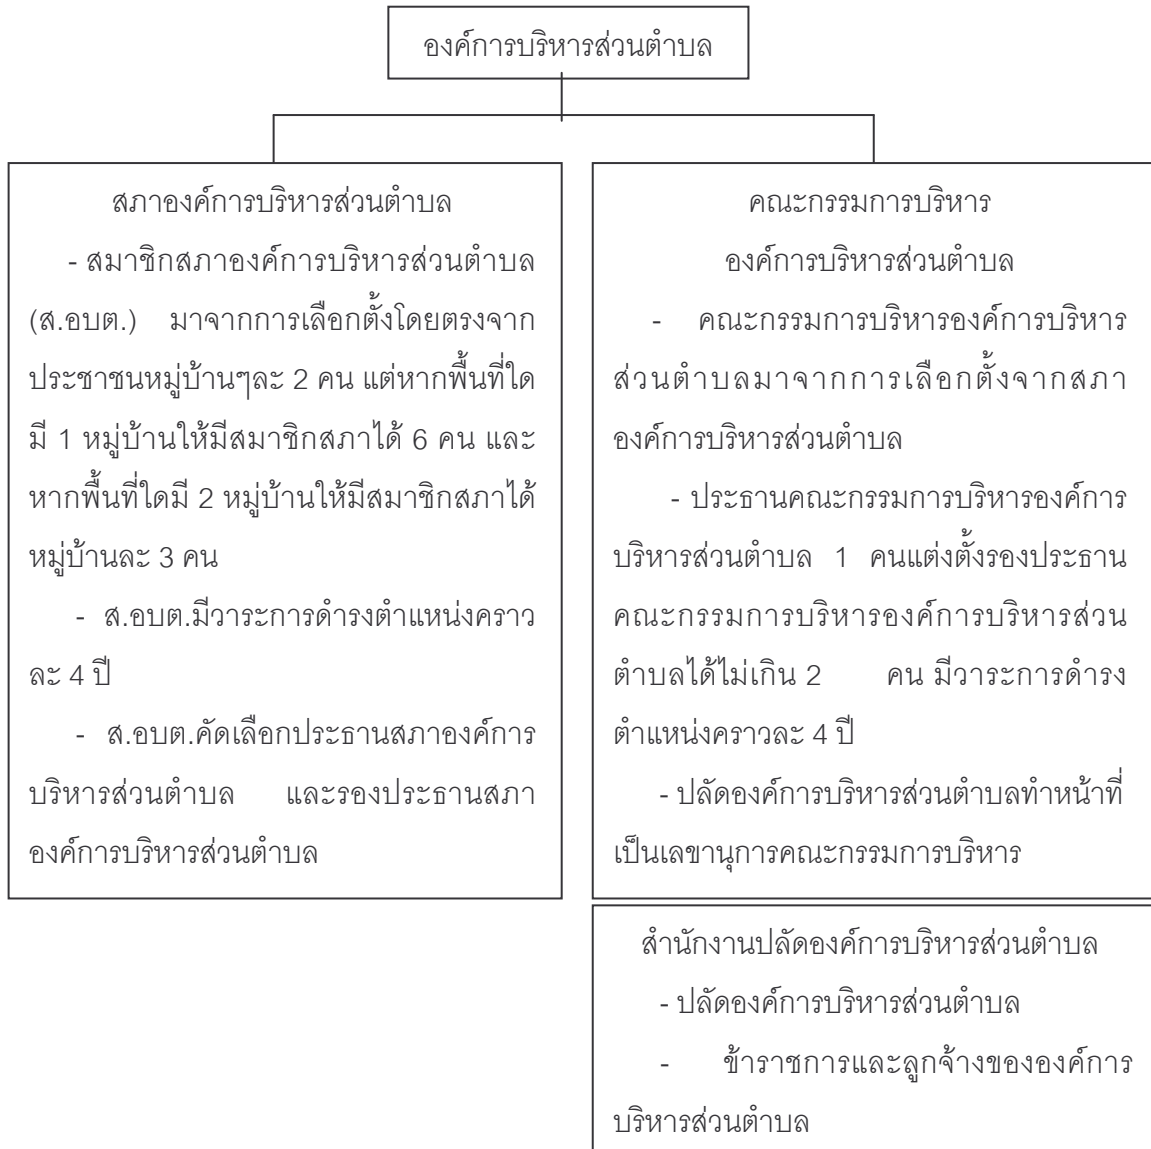 องค์การบริหารส่วนตำบล
สภาองค์การบริหารส่วนตำบล
- สมาชิกสภาองค์การบริหารส่วนตำบล
(ส.อบต.) มาจากการเลือกตั้งโดยตรงจาก
ประชาชนหมู่บ้านๆละ 2 คน แต่หากพื้นที่ใด
มี 1 หมู่บ้านให้มีสมาชิกสภาได้ 6 คน และ
หากพื้นที่ใดมี 2 หมู่บ้านให้มีสมาชิกสภาได้
หมู่บ้านละ 3 คน
- ส.อบต.มีวาระการดำรงตำแหน่งคราว
ละ 4 ปี
- ส.อบต.คัดเลือกประธานสภาองค์การ
บริหารส่วนตำบล และรองประธานสภา
องค์การบริหารส่วนตำบล
คณะกรรมการบริหาร
องค์การบริหารส่วนตำบล
- คณะกรรมการบริหารองค์การบริหาร
ส่วนตำบลมาจากการเลือกตั้งจากสภา
องค์การบริหารส่วนตำบล
- ประธานคณะกรรมการบริหารองค์การ
บริหารส่วนตำบล 1 คนแต่งตั้งรองประธาน
คณะกรรมการบริหารองค์การบริหารส่วน
ตำบลได้ไม่เกิน 2 คน มีวาระการดำรง
ตำแหน่งคราวละ 4 ปี
- ปลัดองค์การบริหารส่วนตำบลทำหน้าที่
เป็นเลขานุการคณะกรรมการบริหาร
สำนักงานปลัดองค์การบริหารส่วนตำบล
- ปลัดองค์การบริหารส่วนตำบล
- ข้าราชการและลูกจ้างขององค์การ
บริหารส่วนตำบล